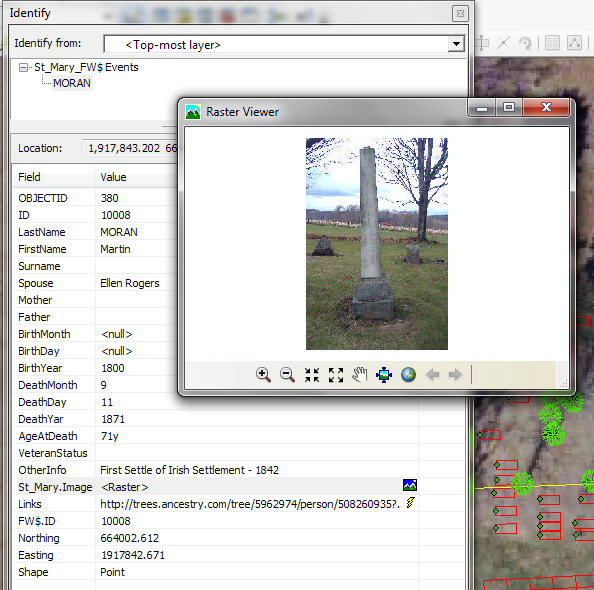 Identify
Identify from: <Top-most layer>
St_Mary_FW$ Events
MORAN
Raster Viewer
Location: 1,917,843.202
Field Value
OBJECTID 380
ID 10008
LastName MORAN
FirstName Martin
Surname
Spouse Ellen Rogers
Mother
Father
BirthMonth <null>
BirthDay <null>
BirthYear 1800
DeathMonth 9
DeathDay 11
DeathYar 1871
AgeAtDeath 71y
VeteranStatus
OtherInfo First Settle of Irish Settlement - 1842
St_Mary.Image <Raster>
Links http://trees.ancestry.com/tree/5962974/person/508260935?..
FW$.ID 10008
Northing 664002.612
Easting 1917842.671
Shape Point